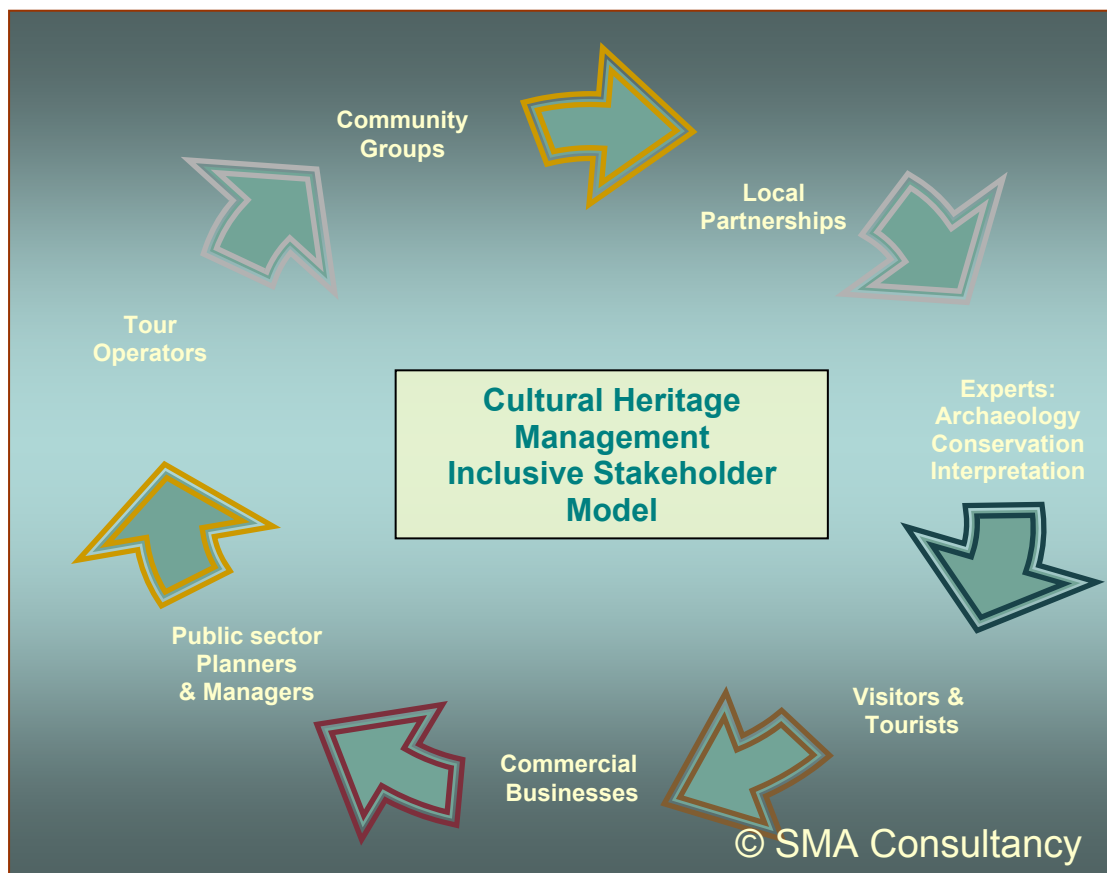 Community
Groups
Local
Partnerships
Tour
Operators
Cultural Heritage
Management
Inclusive Stakeholder
Model
Experts:
Archaeology
Conservation
Interpretation
Public sector
Planners
& Managers
Visitors &
Tourists
Commercial
Businesses
© SMA Consultancy